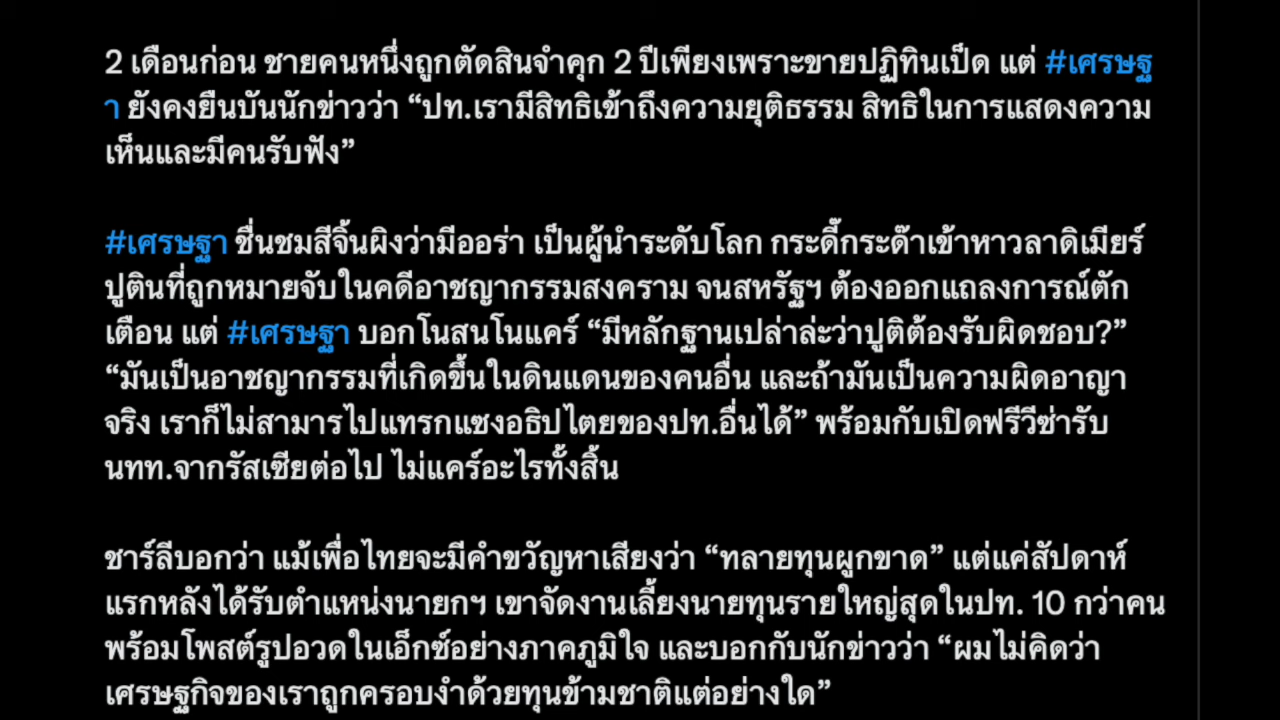 2 เดือนก่อน ชายคนหนึ่งถูกตัดสินจำคุก 2 ปีเพียงเพราะขายปฏิทินเป็ด แต่ #เศรษฐ
า ยังคงยืนบันนักข่าวว่า “ปท.เรามีสิทธิเข้าถึงความยุติธรรม สิทธิในการแสดงความ
เห็นและมีคนรับฟัง”
#เศรษฐา ชื่นชมสีจิ้นผิงว่ามีออร่า เป็นผู้นำระดับโลก กระดี๊กระด๊าเข้าหาวลาดิเมียร์
ปูตินที่ถูกหมายจับในคดีอาชญากรรมสงคราม จนสหรัฐฯ ต้องออกแถลงการณ์ตัก
เตือน แต่ #เศรษฐา บอกโนสนโนแคร์ “มีหลักฐานเปล่าล่ะว่าปูติต้องรับผิดชอบ?”
“มันเป็นอาชญากรรมที่เกิดขึ้นในดินแดนของคนอื่น และถ้ามันเป็นความผิดอาญา
จริง เราก็ไม่สามารไปแทรกแซงอธิปไตยของปท.อื่นได้” พร้อมกับเปิดฟรีวีซ่ารับ
นทท.จากรัสเซียต่อไป ไม่แคร์อะไรทั้งสิ้น
ชาร์ลีบอกว่า แม้เพื่อไทยจะมีคำขวัญหาเสียงว่า “ทลายทุนผูกขาด” แต่แค่สัปดาห์
แรกหลังได้รับตำแหน่งนายกฯ เขาจัดงานเลี้ยงนายทุนรายใหญ่สุดในปท. 10 กว่าคน
พร้อมโพสต์รูปอวดในเอ็กซ์อย่างภาคภูมิใจ และบอกกับนักข่าวว่า “ผมไม่คิดว่า
เศรษฐกิจของเราถูกครอบงำด้วยทุนข้ามชาติแต่อย่างใด”